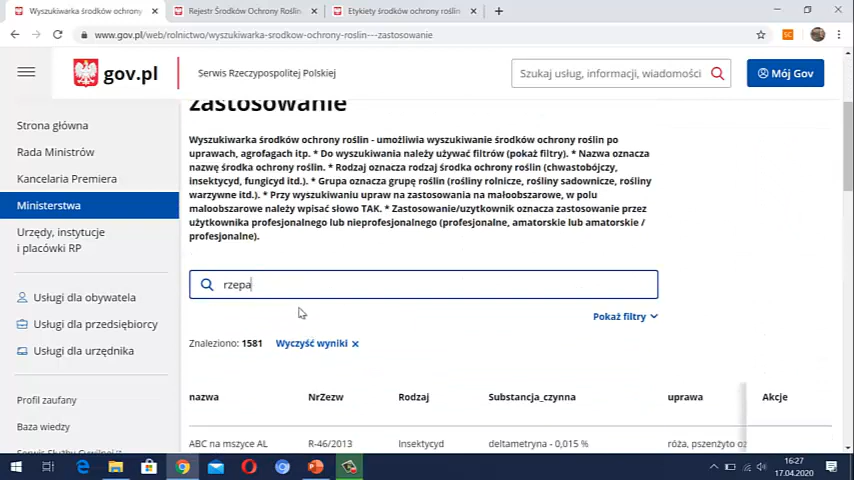 Wyszukiwarka środków ochrony
Rejestr Środków Ochrony Roślin
Etykiety środków ochrony roślin
www.gov.pl/web/rolnictwo/wyszukiwarka-srodkow-ochrony-roslin---zastosowanie
SC
gov.pl
Serwis Rzeczypospolitej Polskiej
Szukaj usług, informacji, wiadomości
Mój Gov
zastosowanie
Strona główna
Rada Ministrów
Kancelaria Premiera
Ministerstwa
Urzędy, instytucje
i placówki RP
Usługi dla obywatela
Usługi dla przedsiębiorcy
Usługi dla urzędnika
Profil zaufany
Baza wiedzy
Serwis Służby Cywilnej
Wyszukiwarka środków ochrony roślin - umożliwia wyszukiwanie środków ochrony roślin po
uprawach, agrofagach itp. * Do wyszukiwania należy używać filtrów (pokaż filtry). * Nazwa oznacza
nazwę środka ochrony roślin. * Rodzaj oznacza rodzaj środka ochrony roślin (chwastobójczy,
insektycyd, fungicyd itd.). * Grupa oznacza grupę roślin (rośliny rolnicze, rośliny sadownicze, rośliny
warzywne itd.). * Przy wyszukiwaniu upraw na zastosowania na małoobszarowe, w polu
maloobszarowe należy wpisać słowo TAK. * Zastosowanie/uzytkownik oznacza zastosowanie przez
użytkownika profesjonalnego lub nieprofesjonalnego (profesjonalne, amatorskie lub amatorskie /
profesjonalne).
rzepa
Pokaż filtry
Znaleziono: 1581 Wyczyść wyniki ×
nazwa NrZezw Rodzaj Substancja_czynna uprawa Akcje
ABC na mszyce AL R-46/2013 Insektycyd deltametryna - 0,015 % róża, pszenżyto oz
16:27
17.04.2020